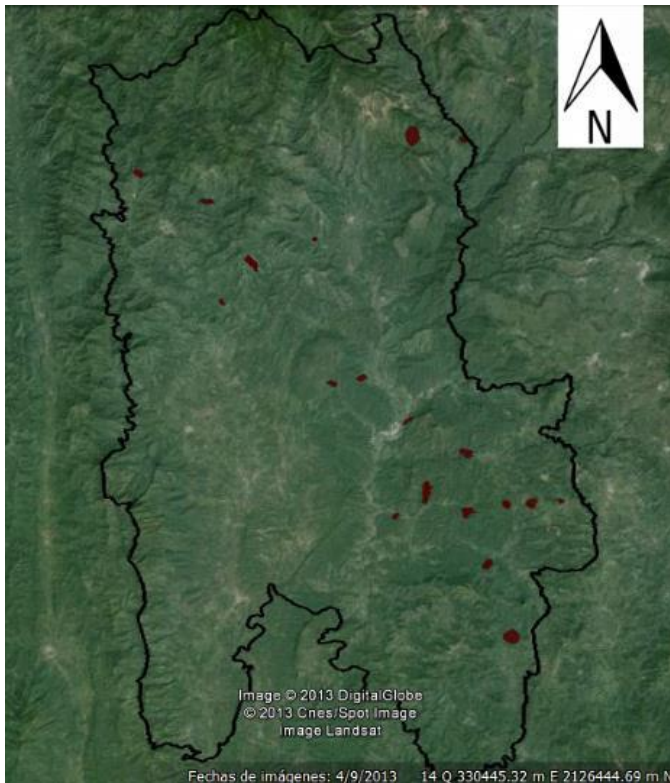 N
Image © 2013 DigitalGlobe
© 2013 Cnes/Spot Image
Image Landsat
Fechas de imágenes: 4/9/2013 14 Q 330445.32 m E 2126444.69 m